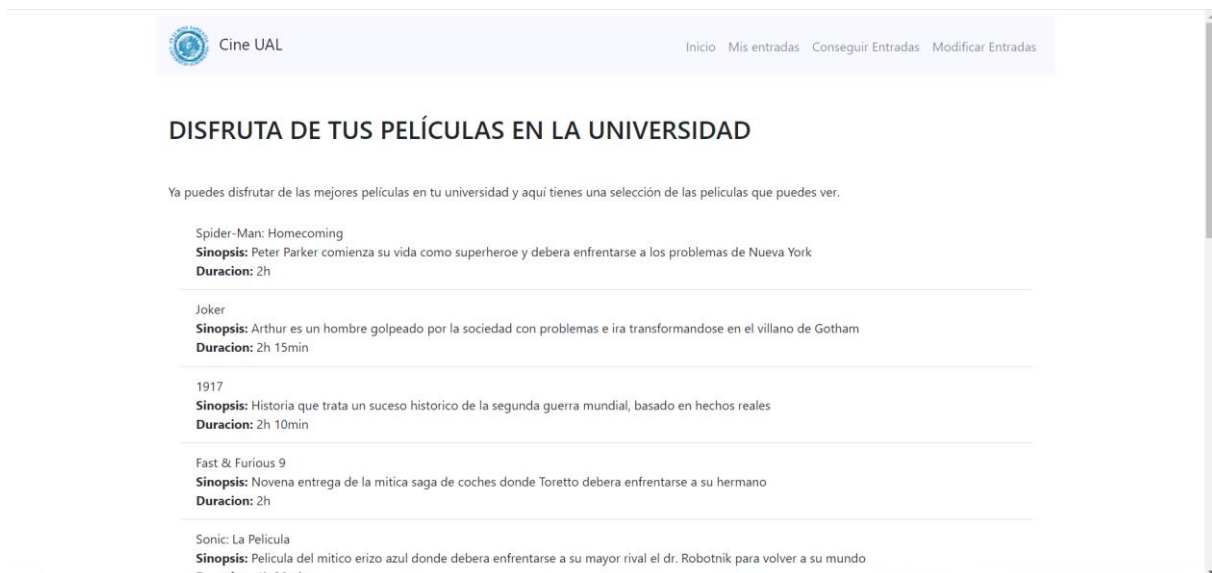 Cine UAL
Inicio Mis entradas Conseguir Entradas Modificar Entradas
DISFRUTA DE TUS PELÍCULAS EN LA UNIVERSIDAD
Ya puedes disfrutar de las mejores películas en tu universidad y aquí tienes una selección de las peliculas que puedes ver.
Spider-Man: Homecoming
Sinopsis: Peter Parker comienza su vida como superheroe y debera enfrentarse a los problemas de Nueva York
Duracion: 2h
Joker
Sinopsis: Arthur es un hombre golpeado por la sociedad con problemas e ira transformandose en el villano de Gotham
Duracion: 2h 15min
1917
Sinopsis: Historia que trata un suceso historico de la segunda guerra mundial, basado en hechos reales
Duracion: 2h 10min
Fast & Furious 9
Sinopsis: Novena entrega de la mitica saga de coches donde Toretto debera enfrentarse a su hermano
Duracion: 2h
Sonic: La Pelicula
Sinopsis: Pelicula del mitico erizo azul donde debera enfrentarse a su mayor rival el dr. Robotnik para volver a su mundo